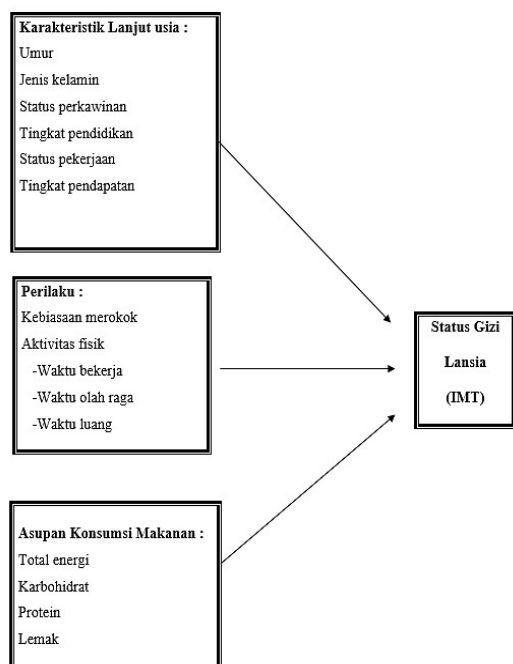 Karakteristik Lanjut usia :
Umur
Jenis kelamin
Status perkawinan
Tingkat pendidikan
Status pekerjaan
Tingkat pendapatan
Perilaku :
Kebiasaan merokok
Aktivitas fisik
-Waktu bekerja
-Waktu olah raga
-Waktu luang
Status Gizi
Lansia
(IMT)
Asupan Konsumsi Makanan :
Total energi
Karbohidrat
Protein
Lemak